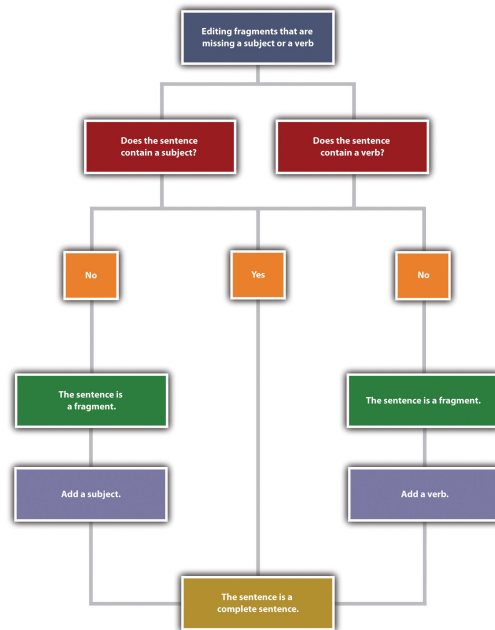 Editing fragments that are
missing a subject or a verb
Does the sentence
contain a subject?
Does the sentence
contain a verb?
No
Yes
No
The sentence is
a fragment.
The sentence is a fragment.
Add a subject.
Add a verb.
The sentence is a
complete sentence.